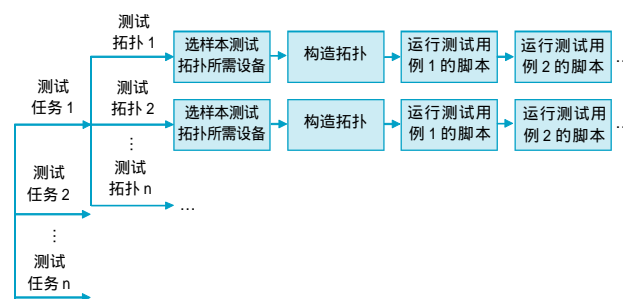 测试
拓扑 1
选样本测试
拓扑所需设备
构造拓扑
运行测试用
例 1 的脚本
运行测试用
例 2 的脚本
…
测试
任务 1
测试
拓扑 2
选样本测试
拓扑所需设备
构造拓扑
运行测试用
例 1 的脚本
运行测试用
例 2 的脚本
…
⋮
测试
拓扑 n
…
测试
任务 2
⋮
测试
任务 n